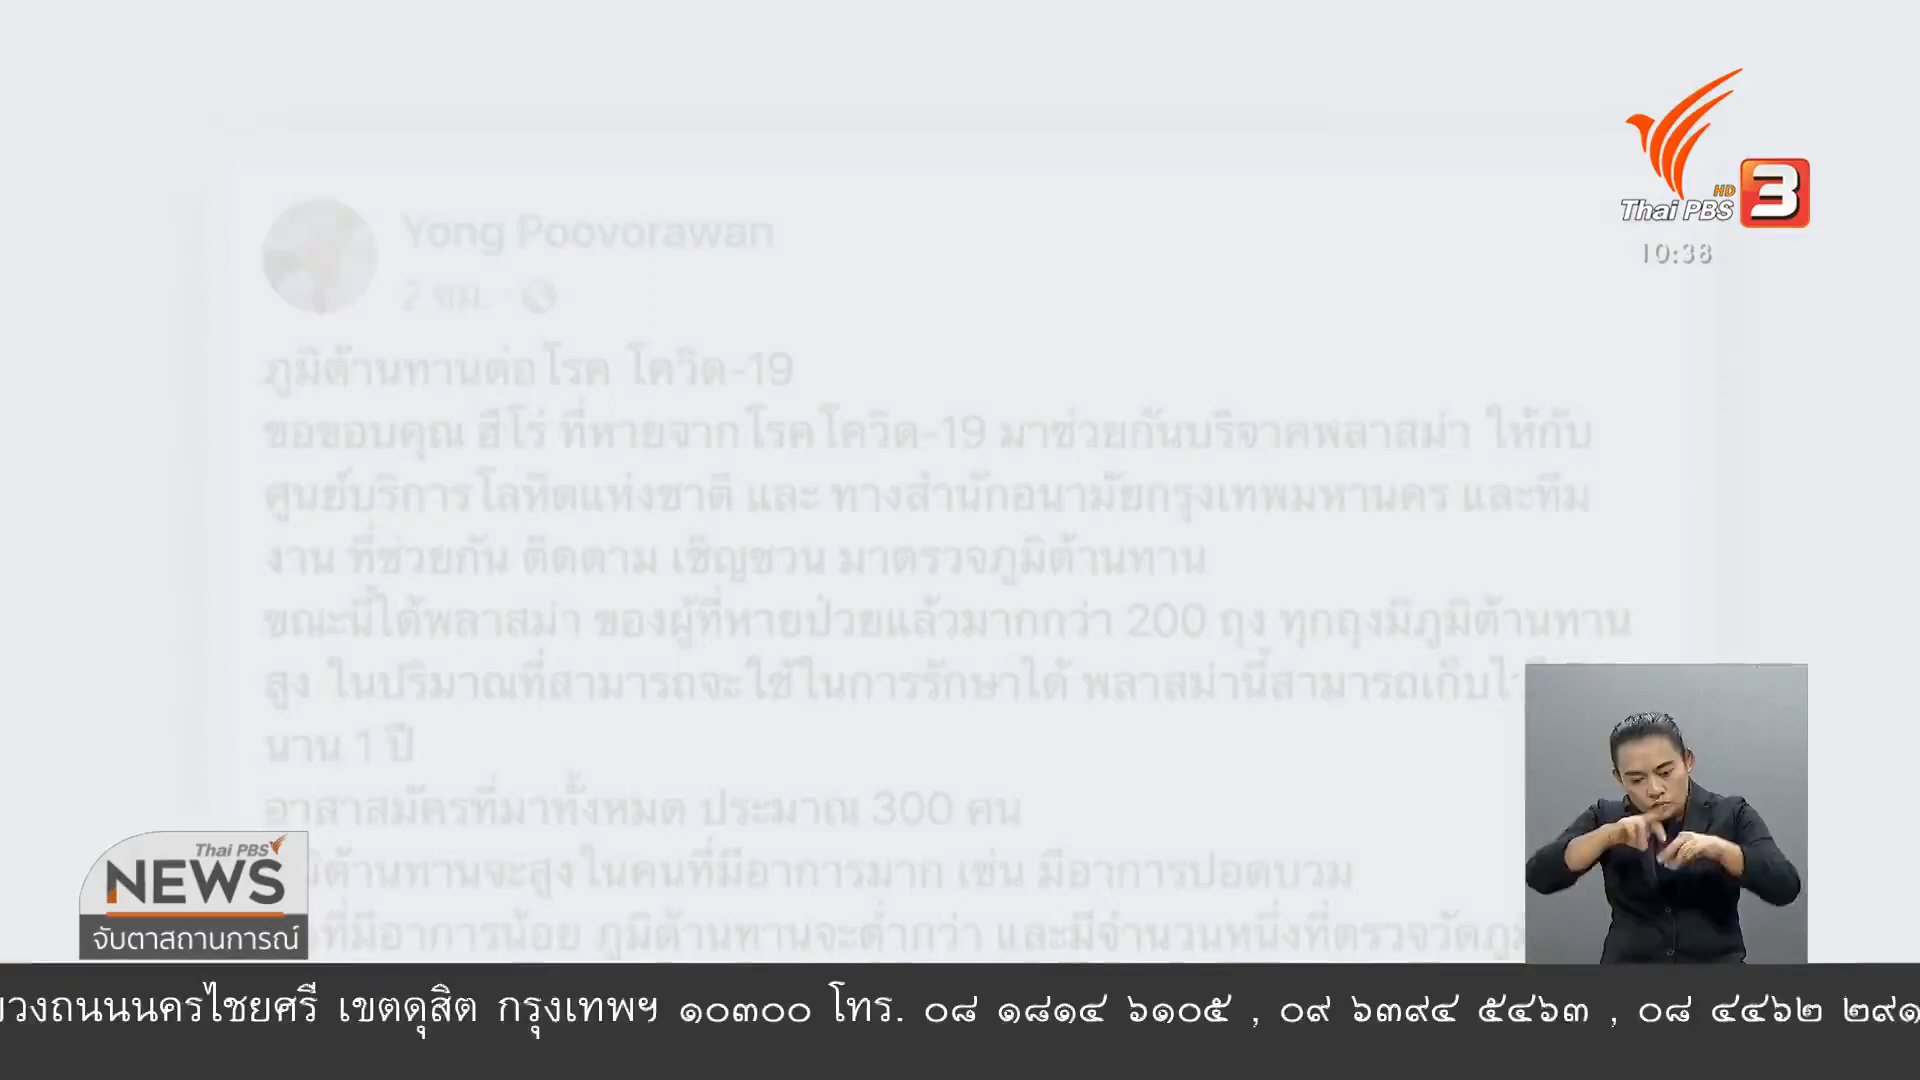 HD
Thai PBS 3
10:38
Yong Poovorawan
2 ชม. ·
ภูมิต้านทานต่อโรค โควิด-19
ขอขอบคุณ ฮีโร่ ที่หายจากโรคโควิด-19 มาช่วยกันบริจาคพลาสม่า ให้กับ
ศูนย์บริการโลหิตแห่งชาติ และ ทางสำนักอนามัยกรุงเทพมหานคร และทีม
งาน ที่ช่วยกัน ติดตาม เชิญชวน มาตรวจภูมิต้านทาน
ขณะนี้ได้พลาสม่า ของผู้ที่หายป่วยแล้วมากกว่า 200 ถุง ทุกถุงมีภูมิต้านทาน
สูง ในปริมาณที่สามารถจะใช้ในการรักษาได้ พลาสม่านี้สามารถเก็บ
นาน 1 ปี
อาสาสมัครที่มาทั้งหมด ประมาณ 300 คน
มิต้านทานจะสูงในคนที่มีอาการมาก เช่น มีอาการปอดบวม
ที่มีอาการน้อย ภูมิต้านทานจะต่ำกว่า และมีจำนวนหนึ่งที่ตรวจวัดภูมิ
Thai PBS
NEWS
จับตาสถานการณ์
วงถนนนครไชยศรี เขตดุสิต กรุงเทพฯ ๑๐๓๐๐ โทร. ๐๘ ๑๘๑๔ ๖๑๐๕ , ๐๙ ๖๓๙๔ ๕๔๖๓ , ๐๘ ๔๔๖๒ ๒๙๑